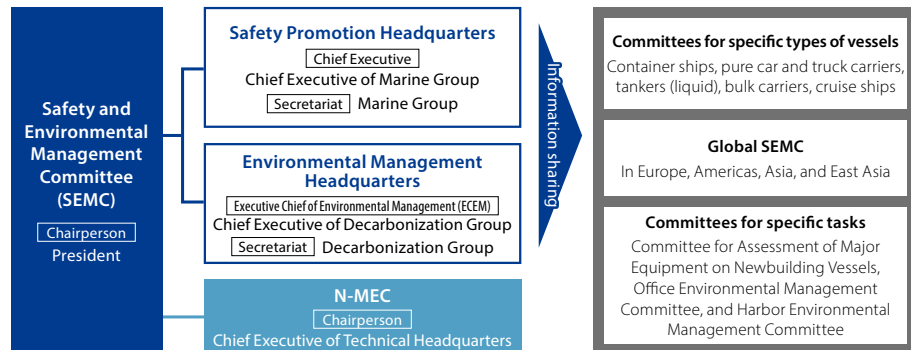 Safety and
Environmental
Management
Committee
(SEMC)
Chairperson
President
Safety Promotion Headquarters
Chief Executive
Chief Executive of Marine Group
Secretariat Marine Group
Environmental Management
Headquarters
Executive Chief of Environmental Management (ECEM)
Chief Executive of Decarbonization Group
Secretariat Decarbonization Group
N-MEC
Chairperson
Chief Executive of Technical Headquarters
Information sharing
Committees for specific types of vessels
Container ships, pure car and truck carriers,
tankers (liquid), bulk carriers, cruise ships
Global SEMC
In Europe, Americas, Asia, and East Asia
Committees for specific tasks
Committee for Assessment of Major
Equipment on Newbuilding Vessels,
Office Environmental Management
Committee, and Harbor Environmental
Management Committee